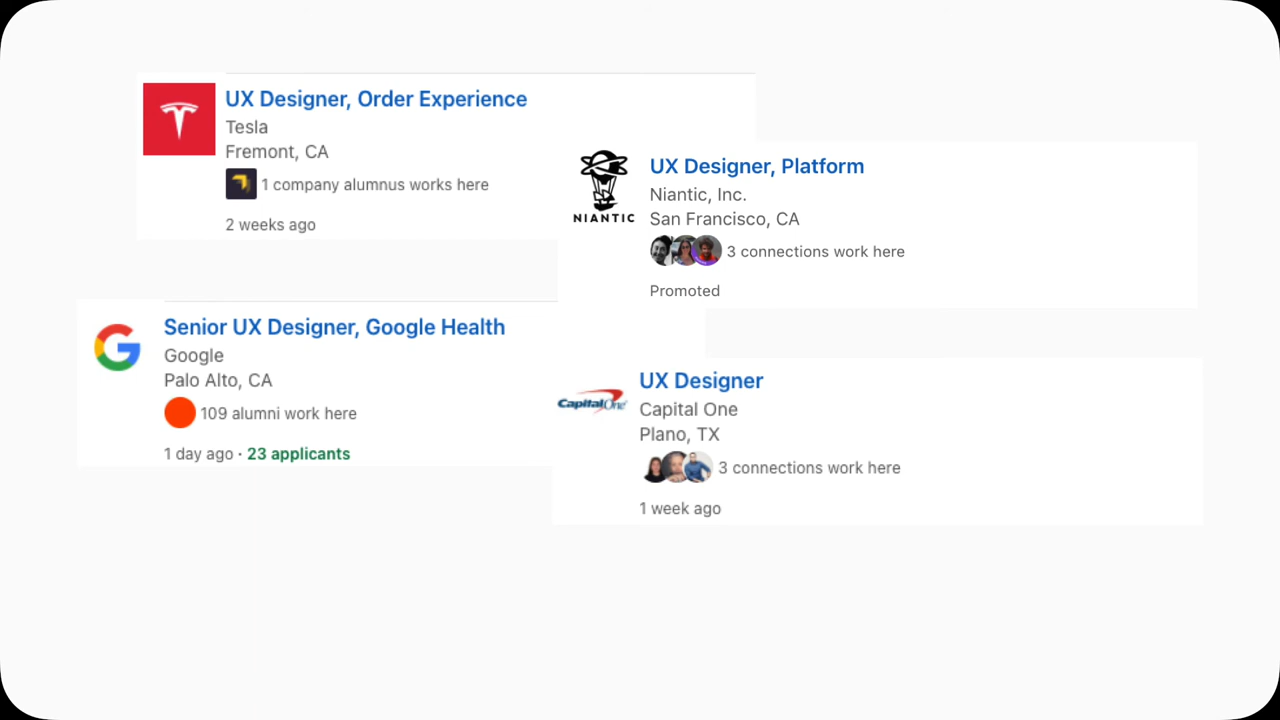 UX Designer, Order Experience
Tesla
Fremont, CA
1 company alumnus works here
2 weeks ago
NIANTIC
UX Designer, Platform
Niantic, Inc.
San Francisco, CA
3 connections work here
Promoted
Senior UX Designer, Google Health
Google
Palo Alto, CA
109 alumni work here
1 day ago · 23 applicants
Capital One
UX Designer
Capital One
Plano, TX
3 connections work here
1 week ago